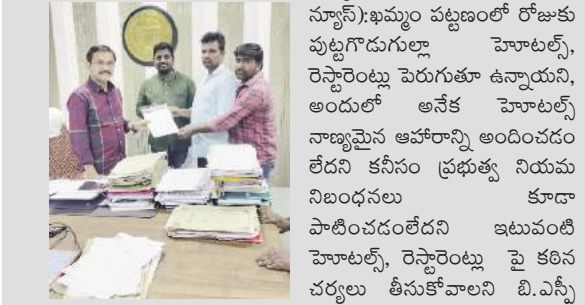 న్యూస్):ఖమ్మం పట్టణంలో రోజుకు
పుట్టగొడుగుల్లా హెూటల్స్,
రెస్టారెంట్లు పెరుగుతూ ఉన్నాయని,
అందులో అనేక హెూటల్స్
నాణ్యమైన ఆహారాన్ని అందించడం
లేదని కనీసం ప్రభుత్వ నియమ
నిబంధనలు కూడా
పాటించడంలేదని ఇటువంటి
హెూటల్స్, రెస్టారెంట్లు పై కఠిన
చర్యలు తీసుకోవాలని బి.ఎస్పీ